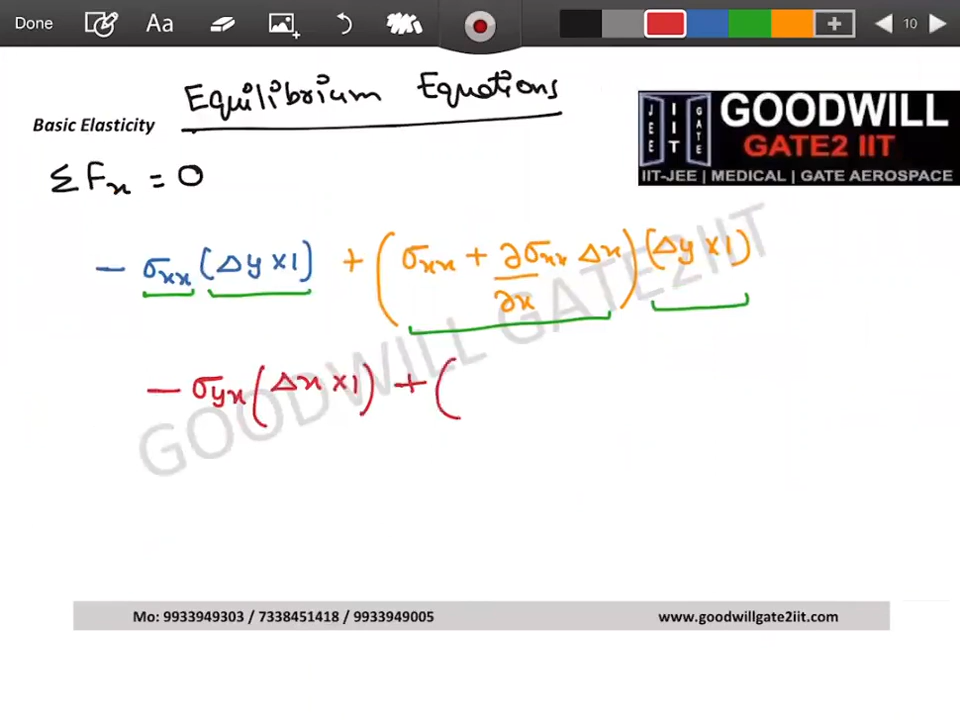 Done Aa 10
Equilibrium Equations
Basic Elasticity
JEE IIT GATE
GOODWILL
GATE2 IIT
IIT-JEE | MEDICAL | GATE AEROSPACE
Σ Fx = 0
− σxx (Δy×1) + (σxx + ∂σxx/∂x Δx) (Δy×1)
− σyx (Δx×1) + (
GOODWILL GATE2IIT
Mo: 9933949303 / 7338451418 / 9933949005 www.goodwillgate2iit.com